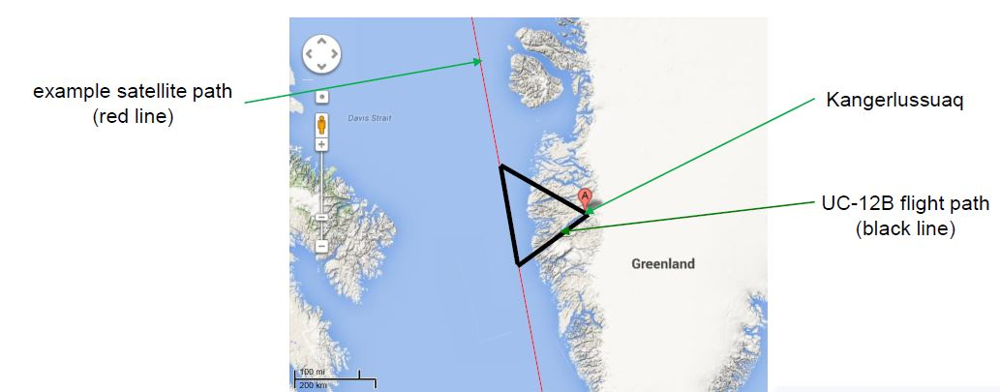 example satellite path
(red line)
Davis Strait
Kangerlussuaq
A
UC-12B flight path
(black line)
Greenland
100 mi
200 km